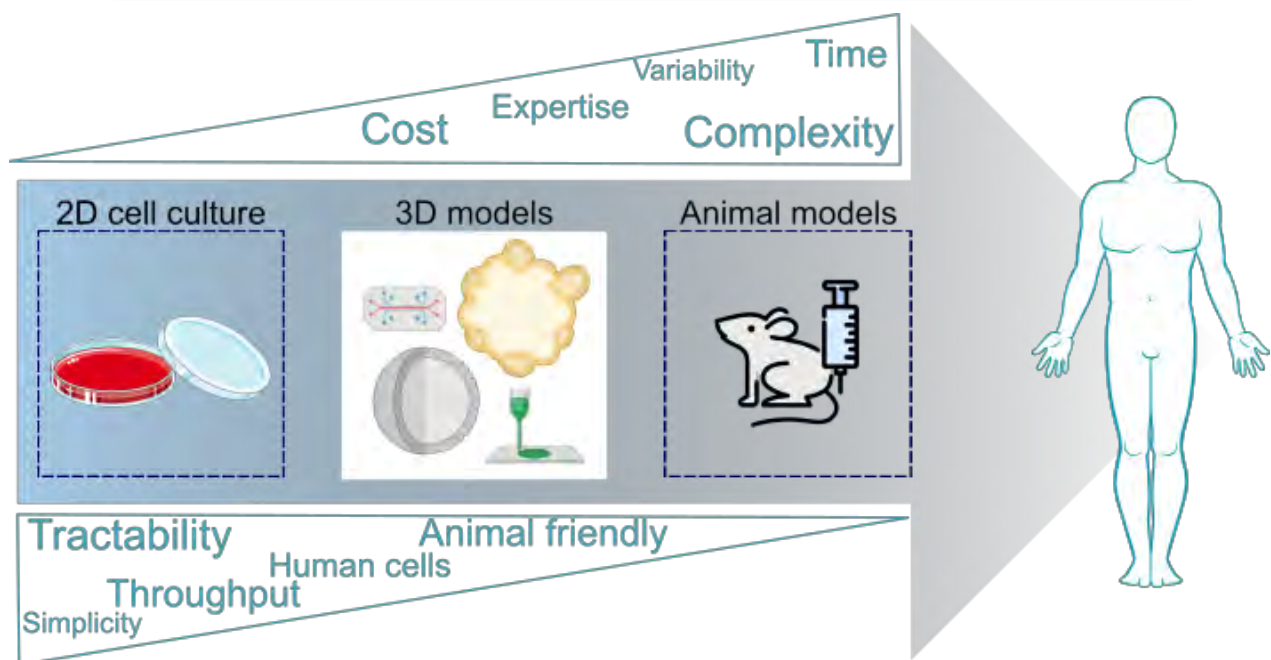 Time
Variability
Expertise
Cost
Complexity
2D cell culture
3D models
Animal models
Tractability
Animal friendly
Human cells
Throughput
Simplicity